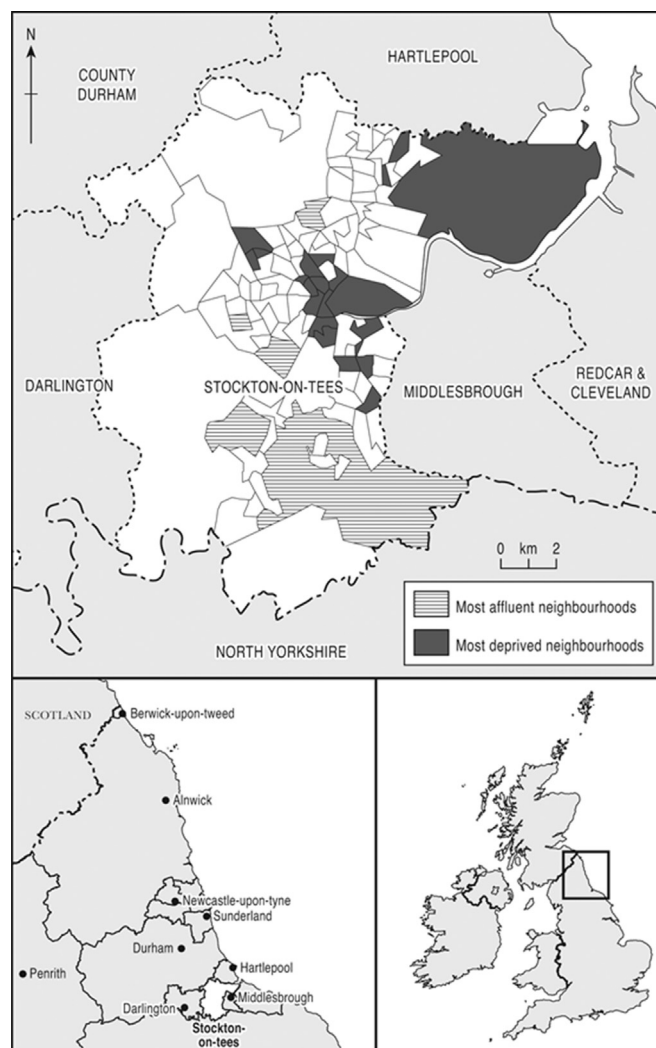 N
COUNTY
DURHAM
HARTLEPOOL
DARLINGTON
STOCKTON-ON-TEES
MIDDLESBROUGH
REDCAR &
CLEVELAND
0 km 2
Most affluent neighbourhoods
Most deprived neighbourhoods
NORTH YORKSHIRE
SCOTLAND
Berwick-upon-tweed
Alnwick
Newcastle-upon-tyne
Sunderland
Durham
Hartlepool
Penrith
Middlesbrough
Darlington
Stockton-
on-tees